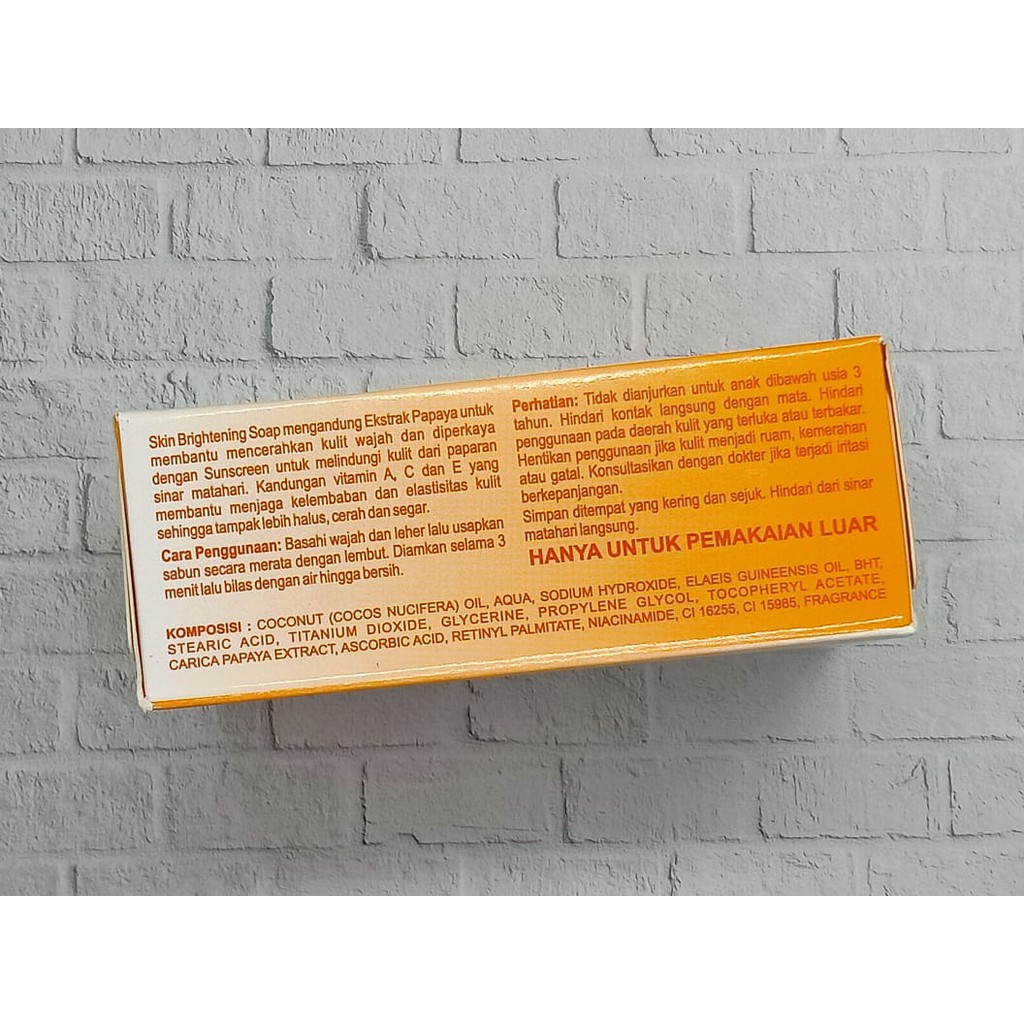 Skin Brightening Soap mengandung Ekstrak Papaya untuk
membantu mencerahkan kulit wajah dan diperkaya
dengan Sunscreen untuk melindungi kulit dari paparan
sinar matahari. Kandungan vitamin A, C dan E yang
membantu menjaga kelembaban dan elastisitas kulit
sehingga tampak lebih halus, cerah dan segar.
Cara Penggunaan: Basahi wajah dan leher lalu usapkan
sabun secara merata dengan lembut. Diamkan selama 3
menit lalu bilas dengan air hingga bersih.
Perhatian: Tidak dianjurkan untuk anak dibawah usia 3
tahun. Hindari kontak langsung dengan mata. Hindari
penggunaan pada daerah kulit yang terluka atau terbakar.
Hentikan penggunaan jika kulit menjadi ruam, kemerahan
atau gatal. Konsultasikan dengan dokter jika terjadi iritasi
berkepanjangan.
Simpan ditempat yang kering dan sejuk. Hindari dari sinar
matahari langsung.
HANYA UNTUK PEMAKAIAN LUAR
KOMPOSISI : COCONUT (COCOS NUCIFERA) OIL, AQUA, SODIUM HYDROXIDE, ELAEIS GUINEENSIS OIL, BHT,
STEARIC ACID, TITANIUM DIOXIDE, GLYCERINE, PROPYLENE GLYCOL, TOCOPHERYL ACETATE,
CARICA PAPAYA EXTRACT, ASCORBIC ACID, RETINYL PALMITATE, NIACINAMIDE, CI 16255, CI 15985, FRAGRANCE